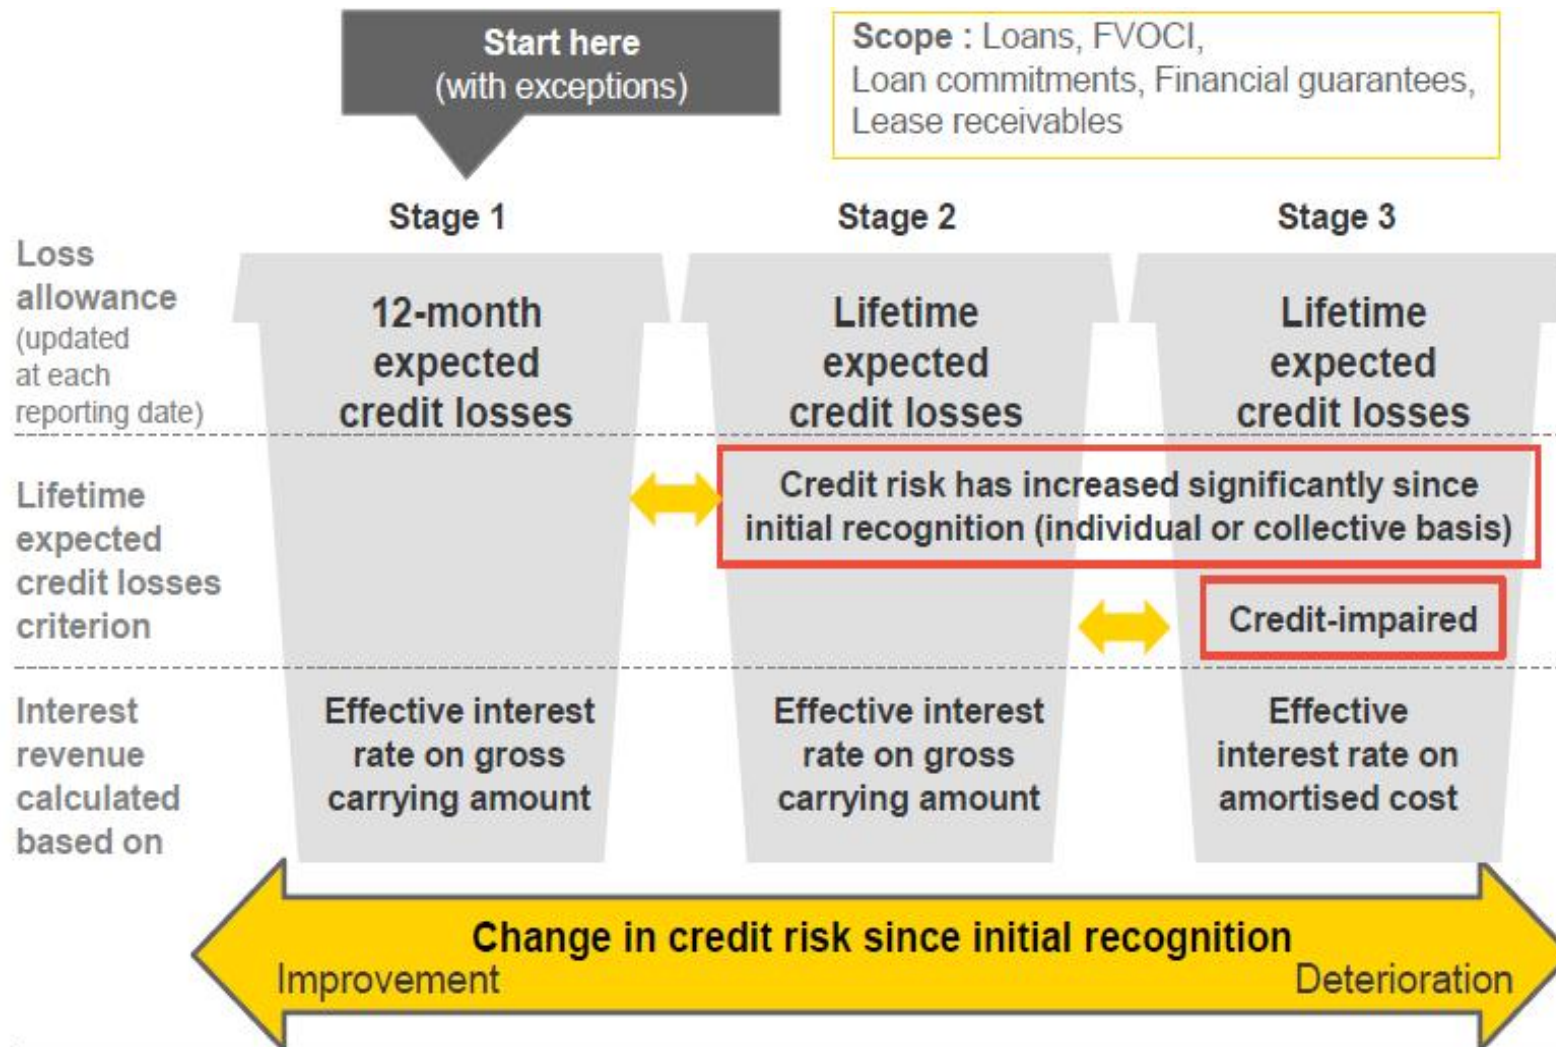 Start here
(with exceptions)
Scope : Loans, FVOCI,
Loan commitments, Financial guarantees,
Lease receivables
Stage 1
Stage 2
Stage 3
Loss
allowance
(updated
at each
reporting date)
12-month
expected
credit losses
Lifetime
expected
credit losses
Lifetime
expected
credit losses
Lifetime
expected
credit losses
criterion
Credit risk has increased significantly since
initial recognition (individual or collective basis)
Credit-impaired
Interest
revenue
calculated
based on
Effective interest
rate on gross
carrying amount
Effective interest
rate on gross
carrying amount
Effective
interest rate on
amortised cost
Change in credit risk since initial recognition
Improvement
Deterioration